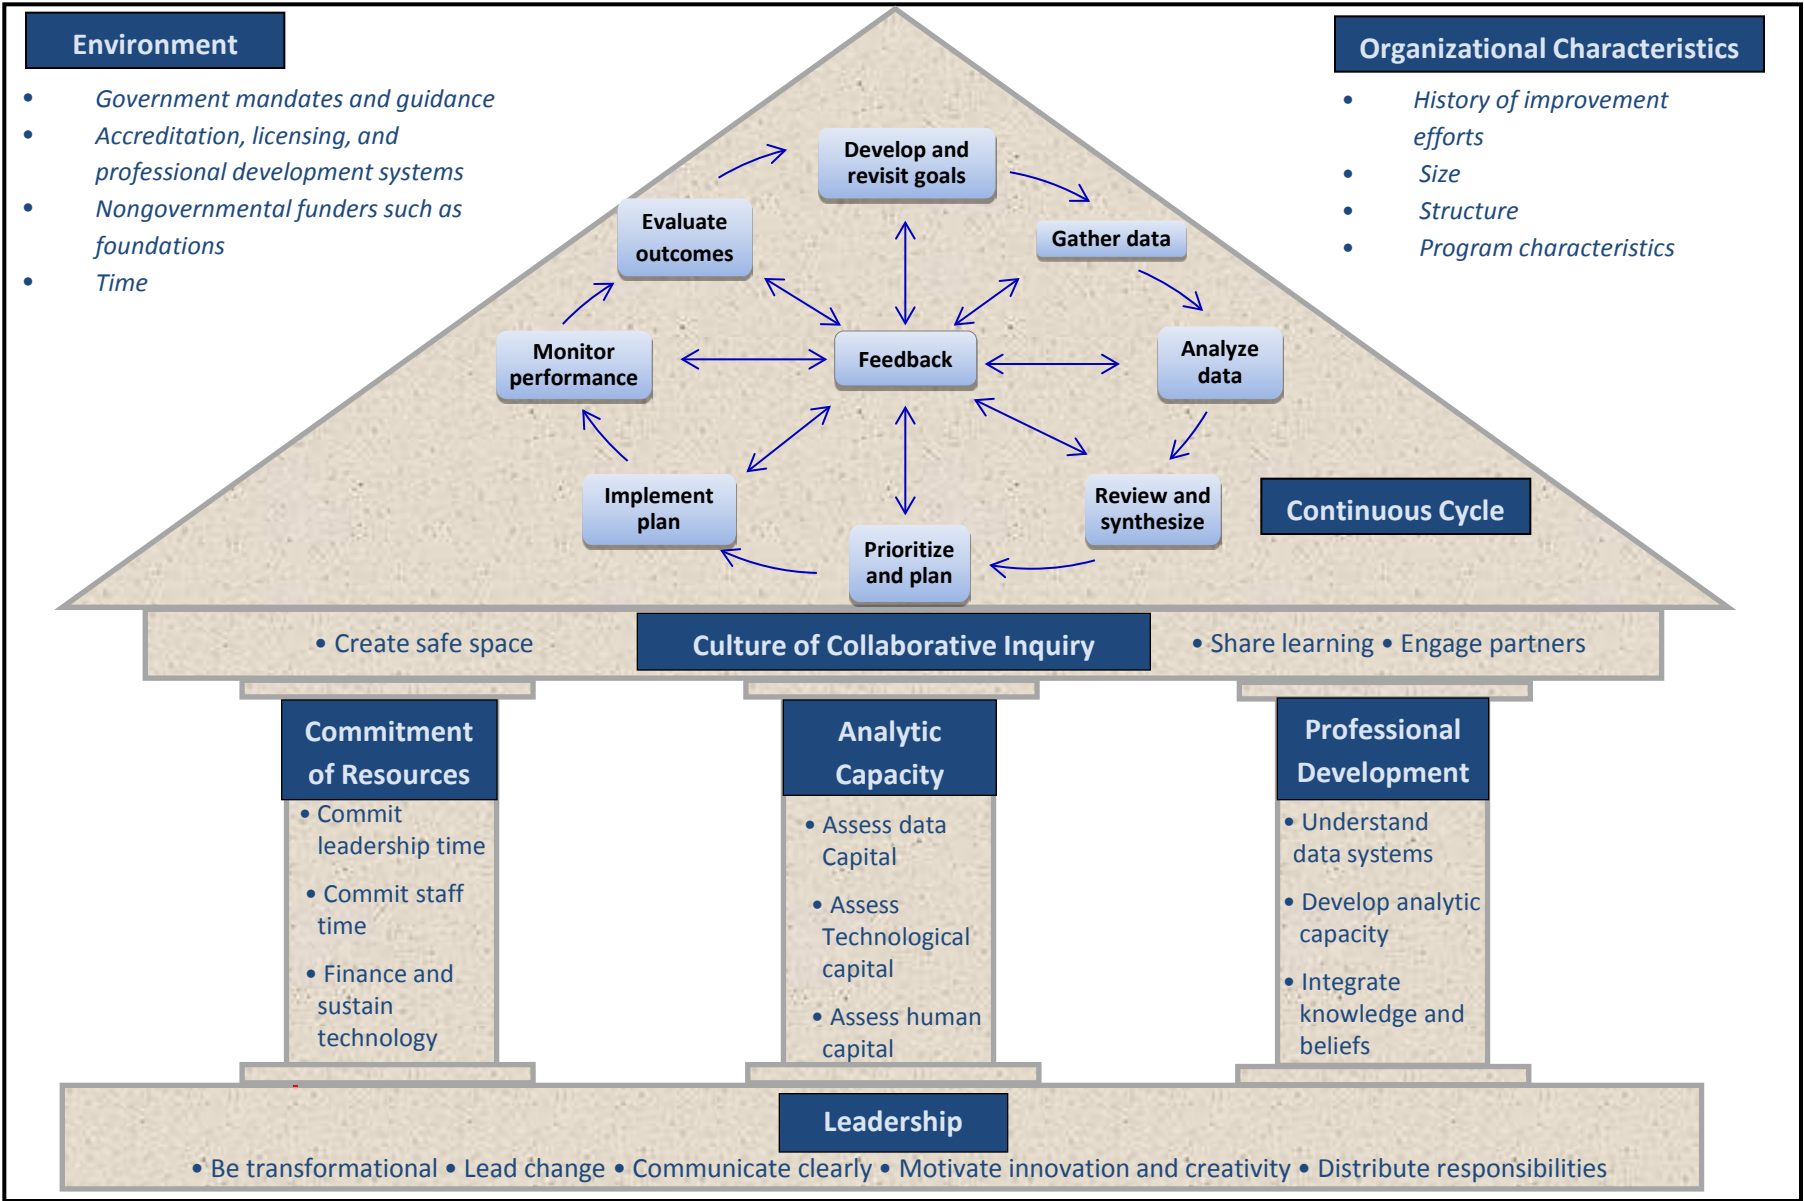 Environment
• Government mandates and guidance
• Accreditation, licensing, and
professional development systems
• Nongovernmental funders such as
foundations
• Time
Organizational Characteristics
• History of improvement
efforts
• Size
• Structure
• Program characteristics
Develop and
revisit goals
Gather data
Analyze
data
Review and
synthesize
Prioritize
and plan
Implement
plan
Monitor
performance
Evaluate
outcomes
Feedback
Continuous Cycle
• Create safe space
Culture of Collaborative Inquiry
• Share learning • Engage partners
Commitment
of Resources
• Commit
leadership time
• Commit staff
time
• Finance and
sustain
technology
Analytic
Capacity
• Assess data
Capital
• Assess
Technological
capital
• Assess human
capital
Professional
Development
• Understand
data systems
• Develop analytic
capacity
• Integrate
knowledge and
beliefs
Leadership
• Be transformational • Lead change • Communicate clearly • Motivate innovation and creativity • Distribute responsibilities